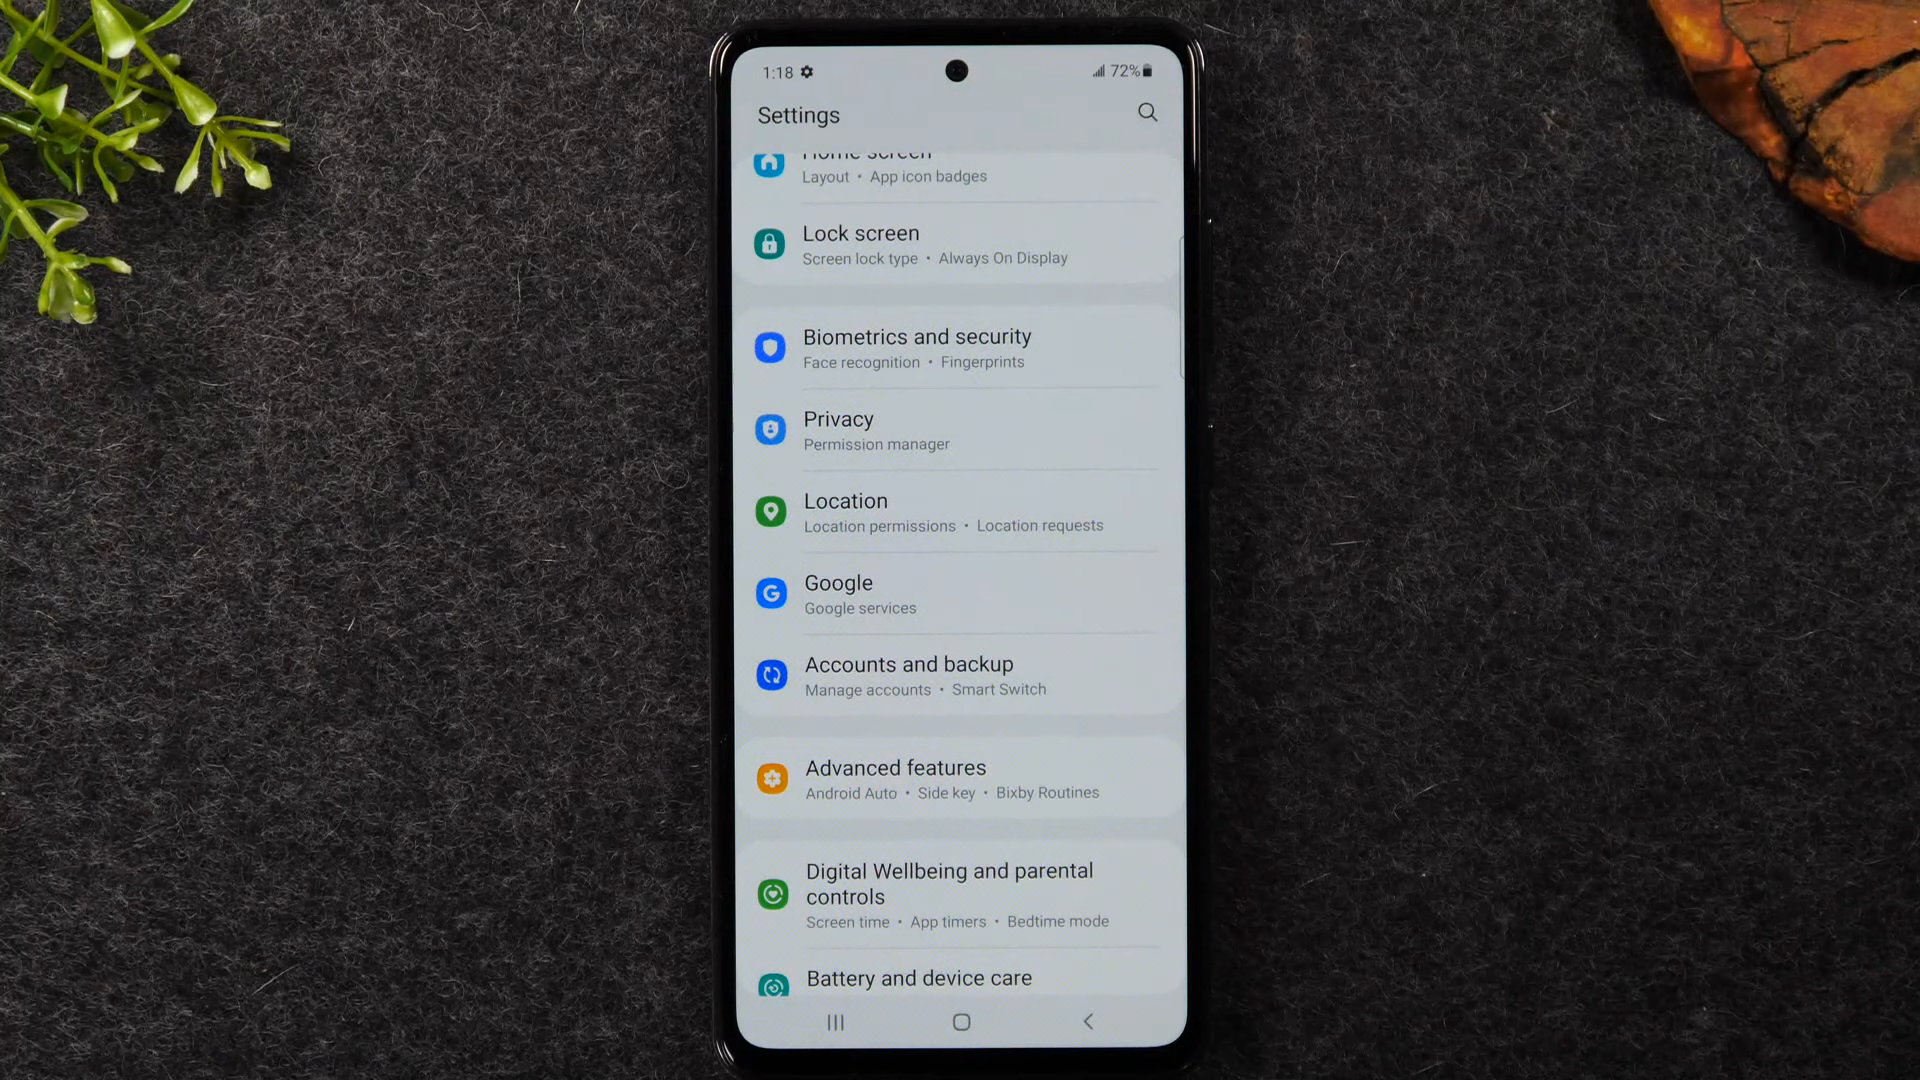 1:18
72%
Settings
Home screen
Layout • App icon badges
Lock screen
Screen lock type • Always On Display
Biometrics and security
Face recognition • Fingerprints
Privacy
Permission manager
Location
Location permissions • Location requests
Google
Google services
Accounts and backup
Manage accounts • Smart Switch
Advanced features
Android Auto • Side key • Bixby Routines
Digital Wellbeing and parental
controls
Screen time • App timers • Bedtime mode
Battery and device care